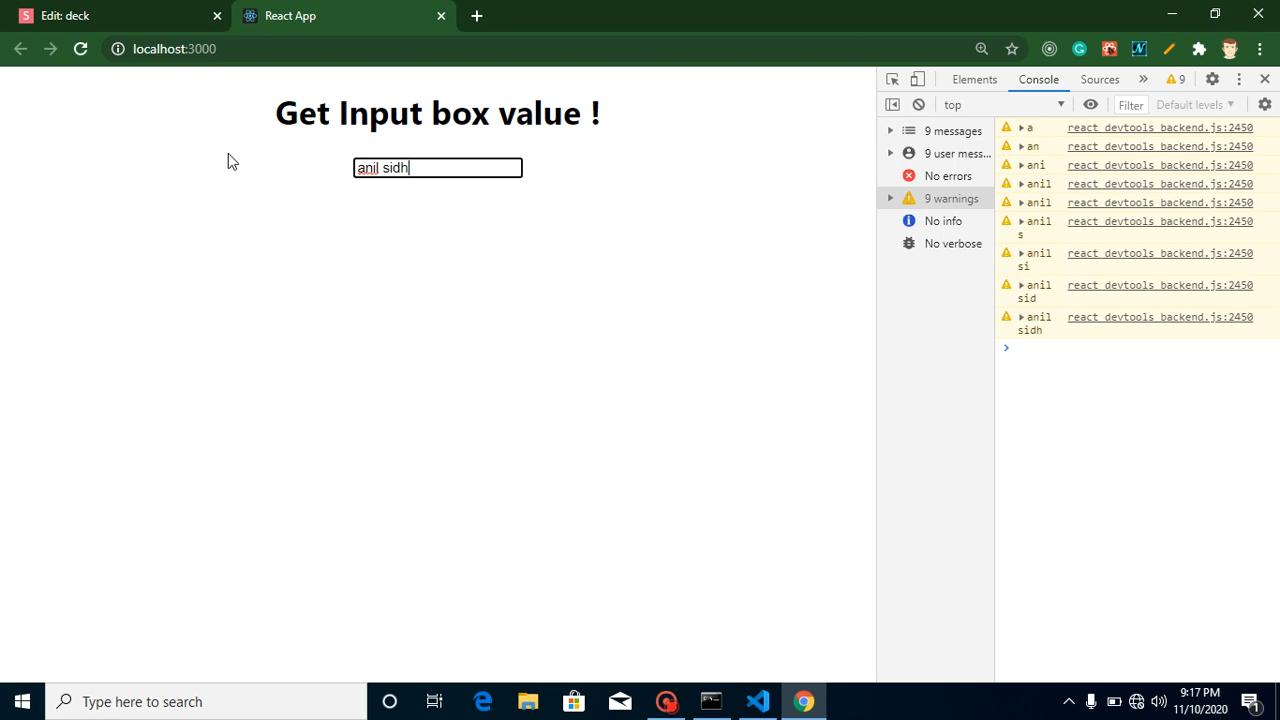 Edit: deck
React App
localhost:3000
Get Input box value !
anil sidh
Elements
Console
Sources
9
top
Filter
Default levels
9 messages
9 user mess...
No errors
9 warnings
No info
No verbose
a react_devtools_backend.js:2450
an react_devtools_backend.js:2450
ani react_devtools_backend.js:2450
anil react_devtools_backend.js:2450
anil react_devtools_backend.js:2450
anil react_devtools_backend.js:2450
s
anil react_devtools_backend.js:2450
si
anil react_devtools_backend.js:2450
sid
anil react_devtools_backend.js:2450
sidh
Type here to search
9:17 PM
11/10/2020
1